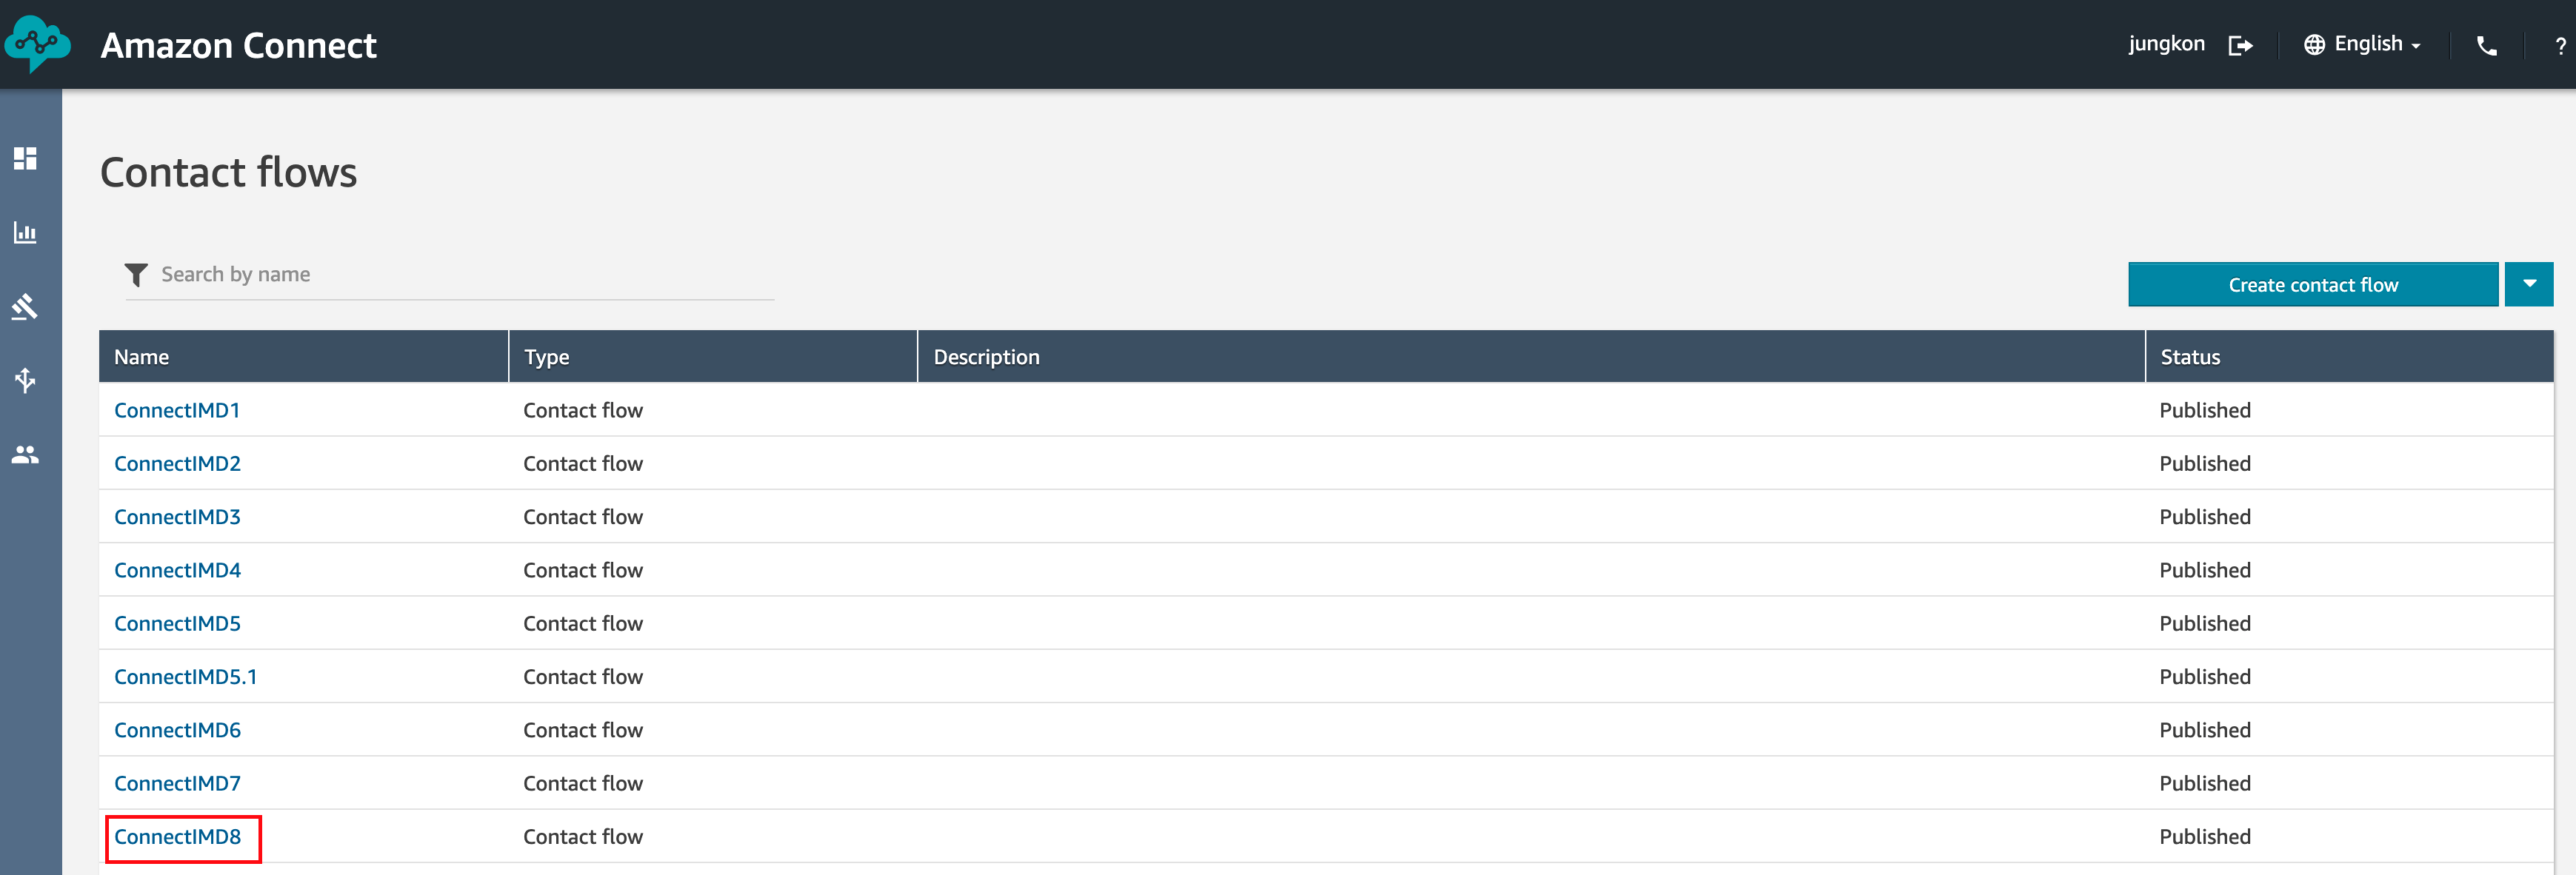 Amazon Connect
jungkon English ?
Contact flows
Search by name
Create contact flow
Name Type Description Status
ConnectIMD1 Contact flow Published
ConnectIMD2 Contact flow Published
ConnectIMD3 Contact flow Published
ConnectIMD4 Contact flow Published
ConnectIMD5 Contact flow Published
ConnectIMD5.1 Contact flow Published
ConnectIMD6 Contact flow Published
ConnectIMD7 Contact flow Published
ConnectIMD8 Contact flow Published